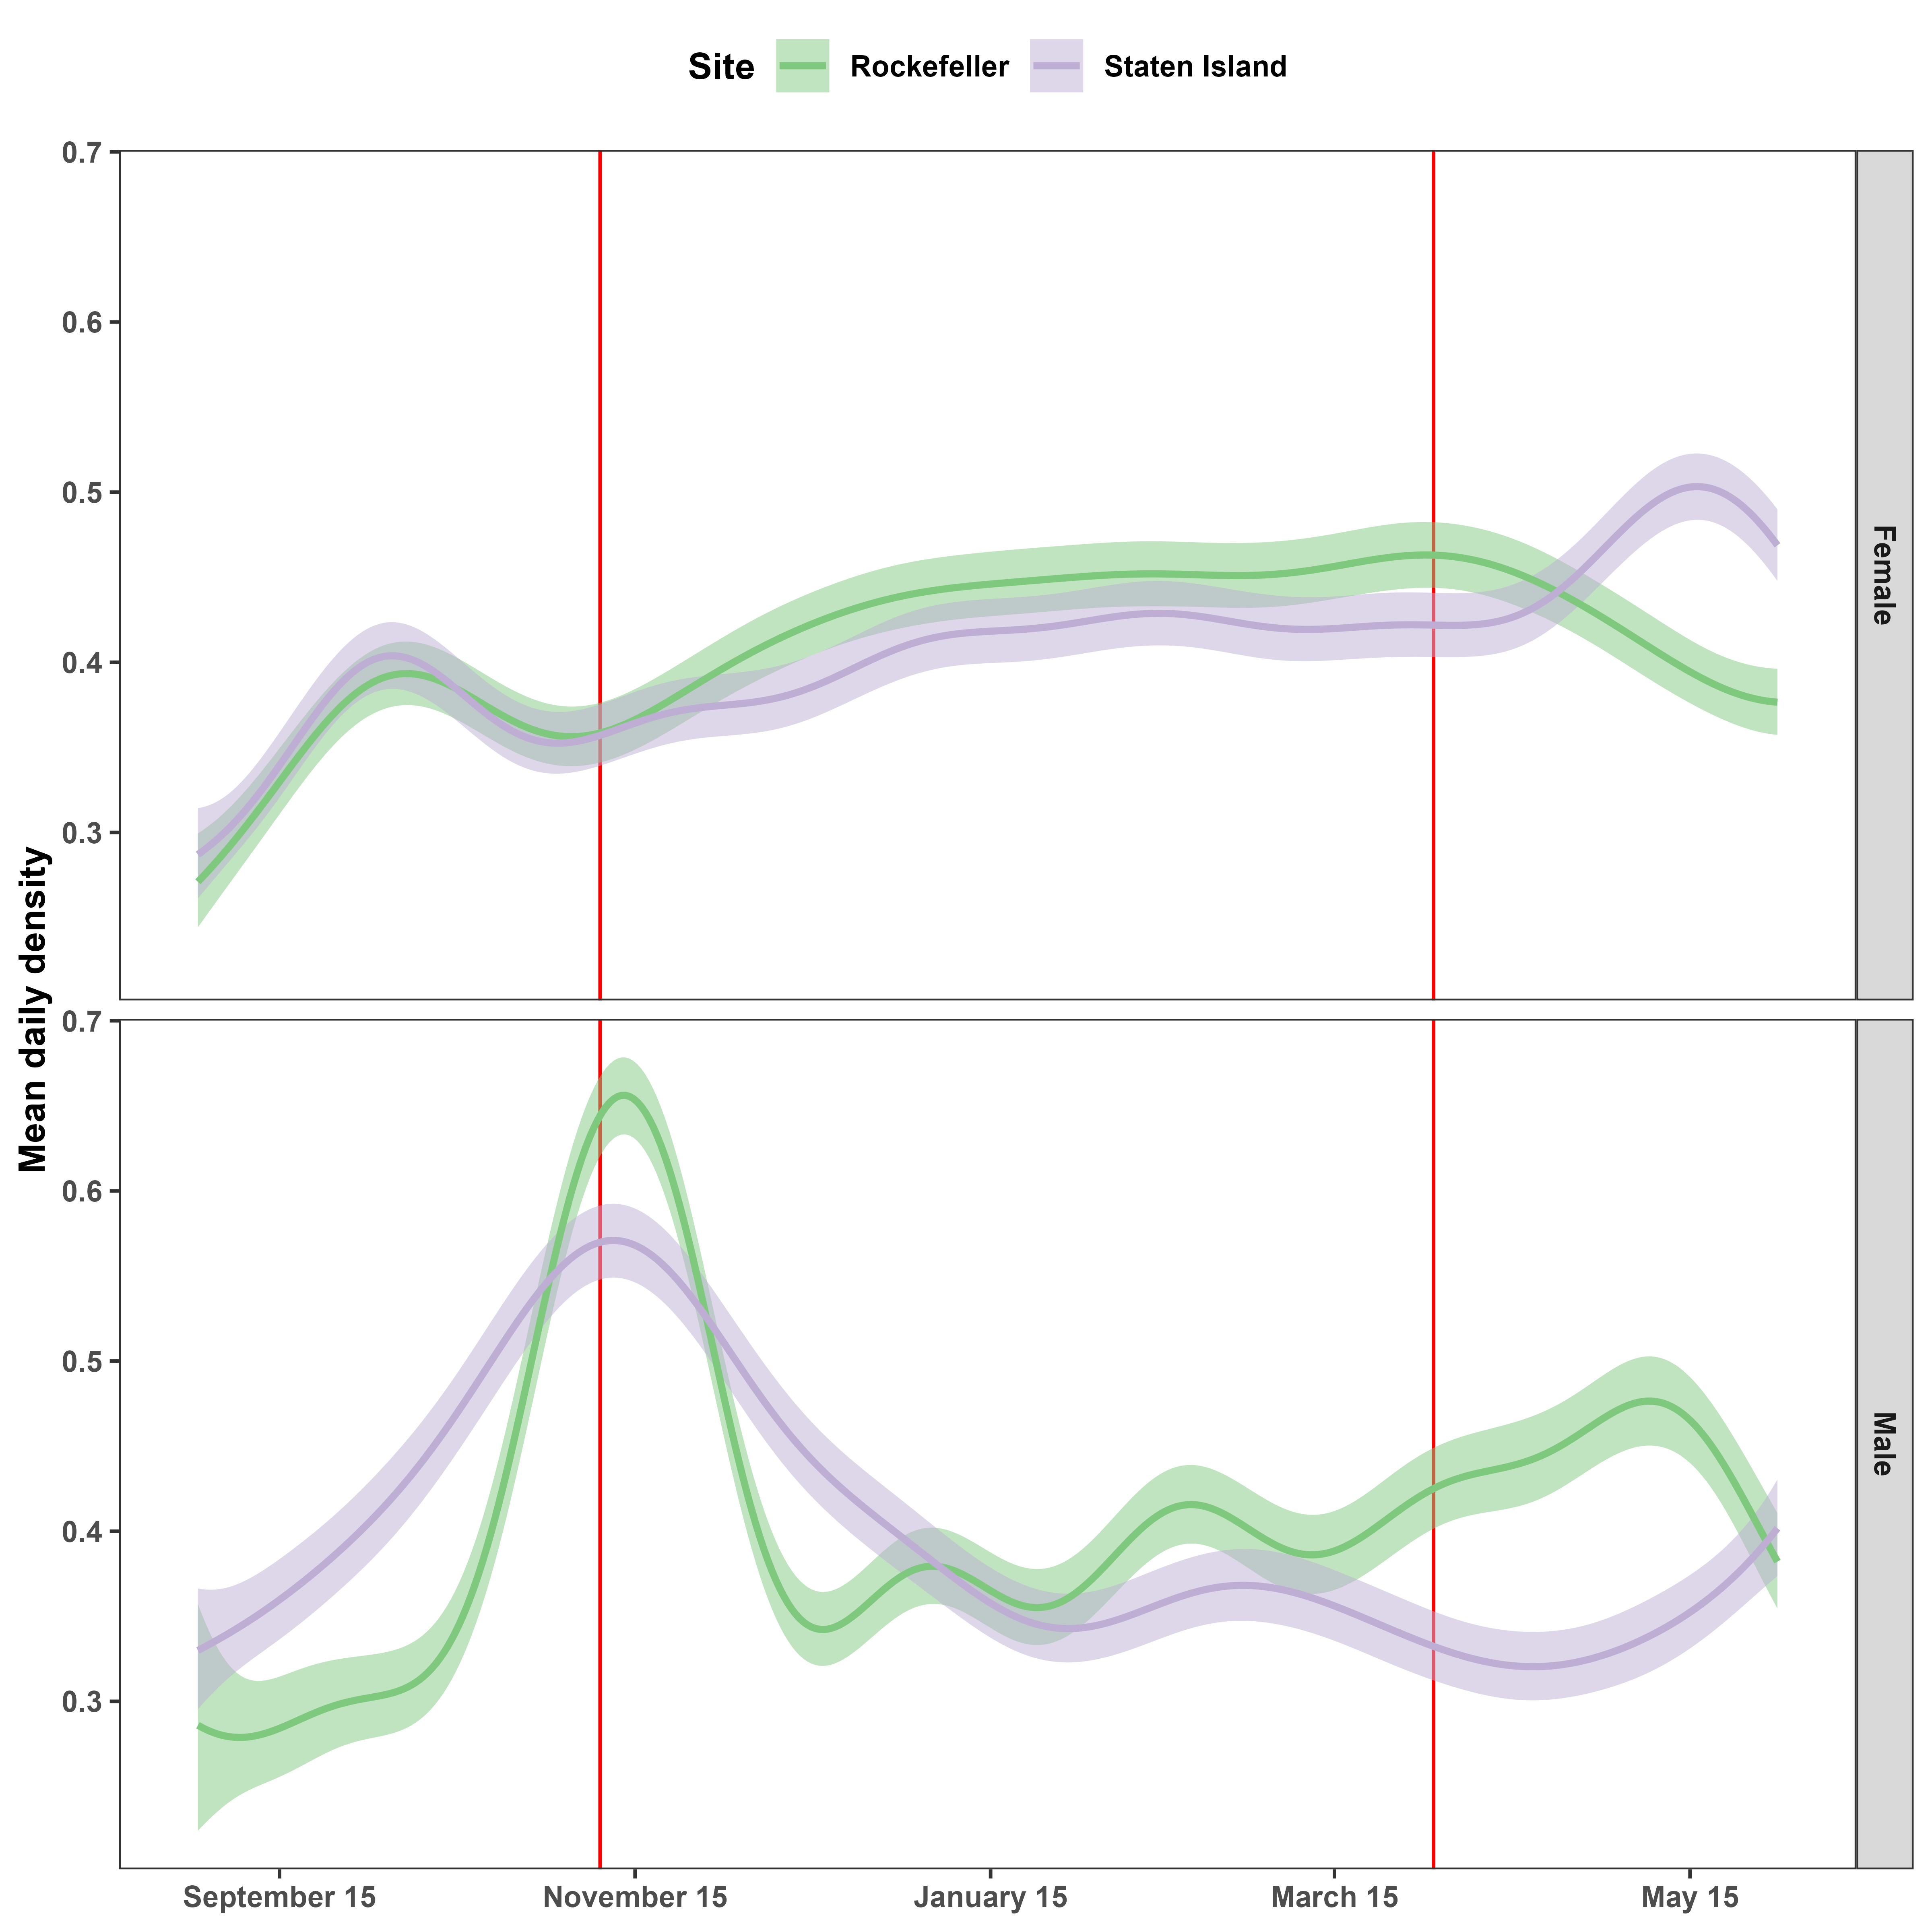 Site Rockefeller Staten Island
Mean daily density
0.7
0.6
0.5
0.4
0.3
Female
0.7
0.6
0.5
0.4
0.3
Male
September 15 November 15 January 15 March 15 May 15